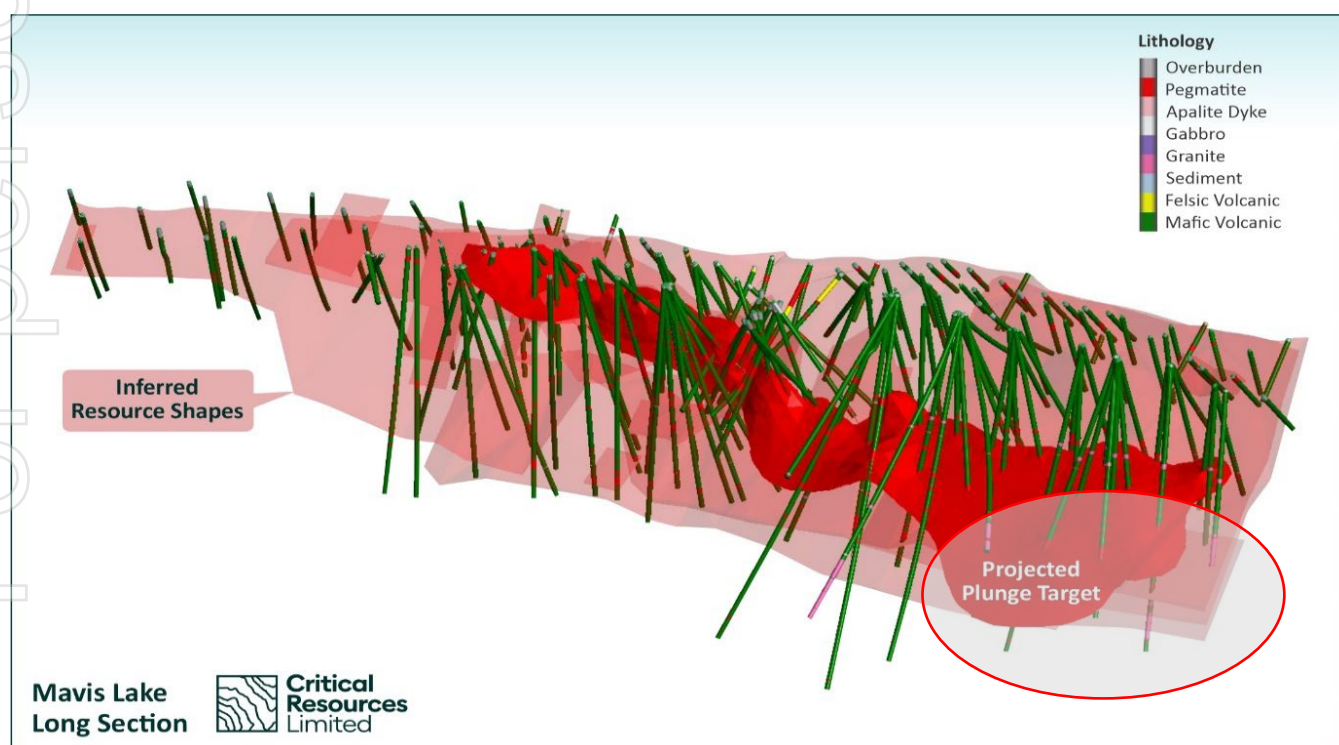 Lithology
Overburden
Pegmatite
Apalite Dyke
Gabbro
Granite
Sediment
Felsic Volcanic
Mafic Volcanic
Inferred
Resource Shapes
Projected
Plunge Target
Mavis Lake
Long Section
Critical
Resources
Limited